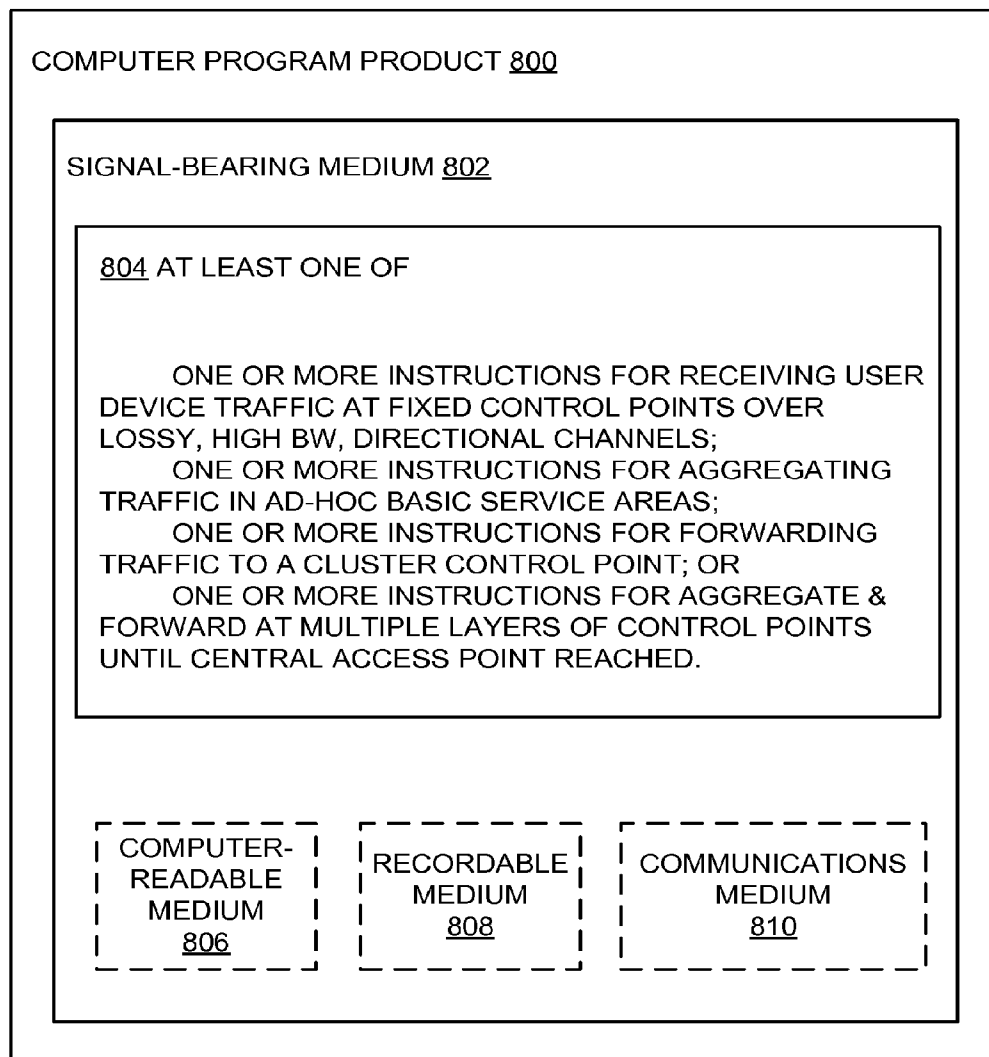 COMPUTER PROGRAM PRODUCT 800
SIGNAL-BEARING MEDIUM 802
804 AT LEAST ONE OF
ONE OR MORE INSTRUCTIONS FOR RECEIVING USER
DEVICE TRAFFIC AT FIXED CONTROL POINTS OVER
LOSSY, HIGH BW, DIRECTIONAL CHANNELS;
ONE OR MORE INSTRUCTIONS FOR AGGREGATING
TRAFFIC IN AD-HOC BASIC SERVICE AREAS;
ONE OR MORE INSTRUCTIONS FOR FORWARDING
TRAFFIC TO A CLUSTER CONTROL POINT; OR
ONE OR MORE INSTRUCTIONS FOR AGGREGATE &
FORWARD AT MULTIPLE LAYERS OF CONTROL POINTS
UNTIL CENTRAL ACCESS POINT REACHED.
COMPUTER-
READABLE
MEDIUM
806
RECORDABLE
MEDIUM
808
COMMUNICATIONS
MEDIUM
810